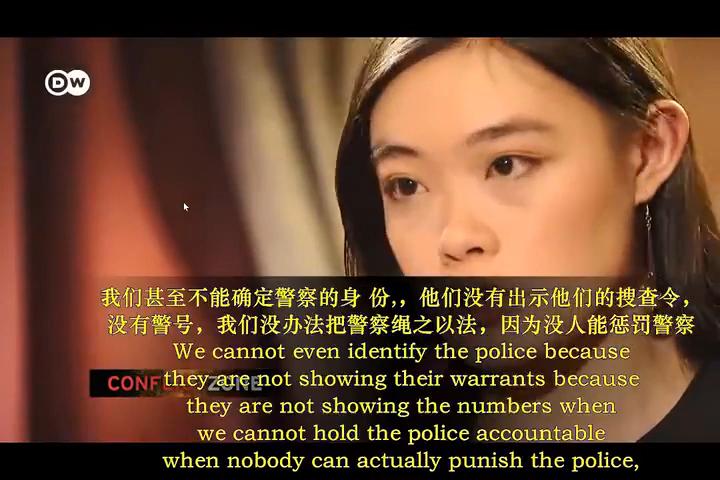 DW
我们甚至不能确定警察的身 份,，他们没有出示他们的搜查令，
没有警号，我们没办法把警察绳之以法，因为没人能惩罚警察
We cannot even identify the police because
CONF ZONE
they are not showing their warrants because
they are not showing the numbers when
we cannot hold the police accountable
when nobody can actually punish the police,